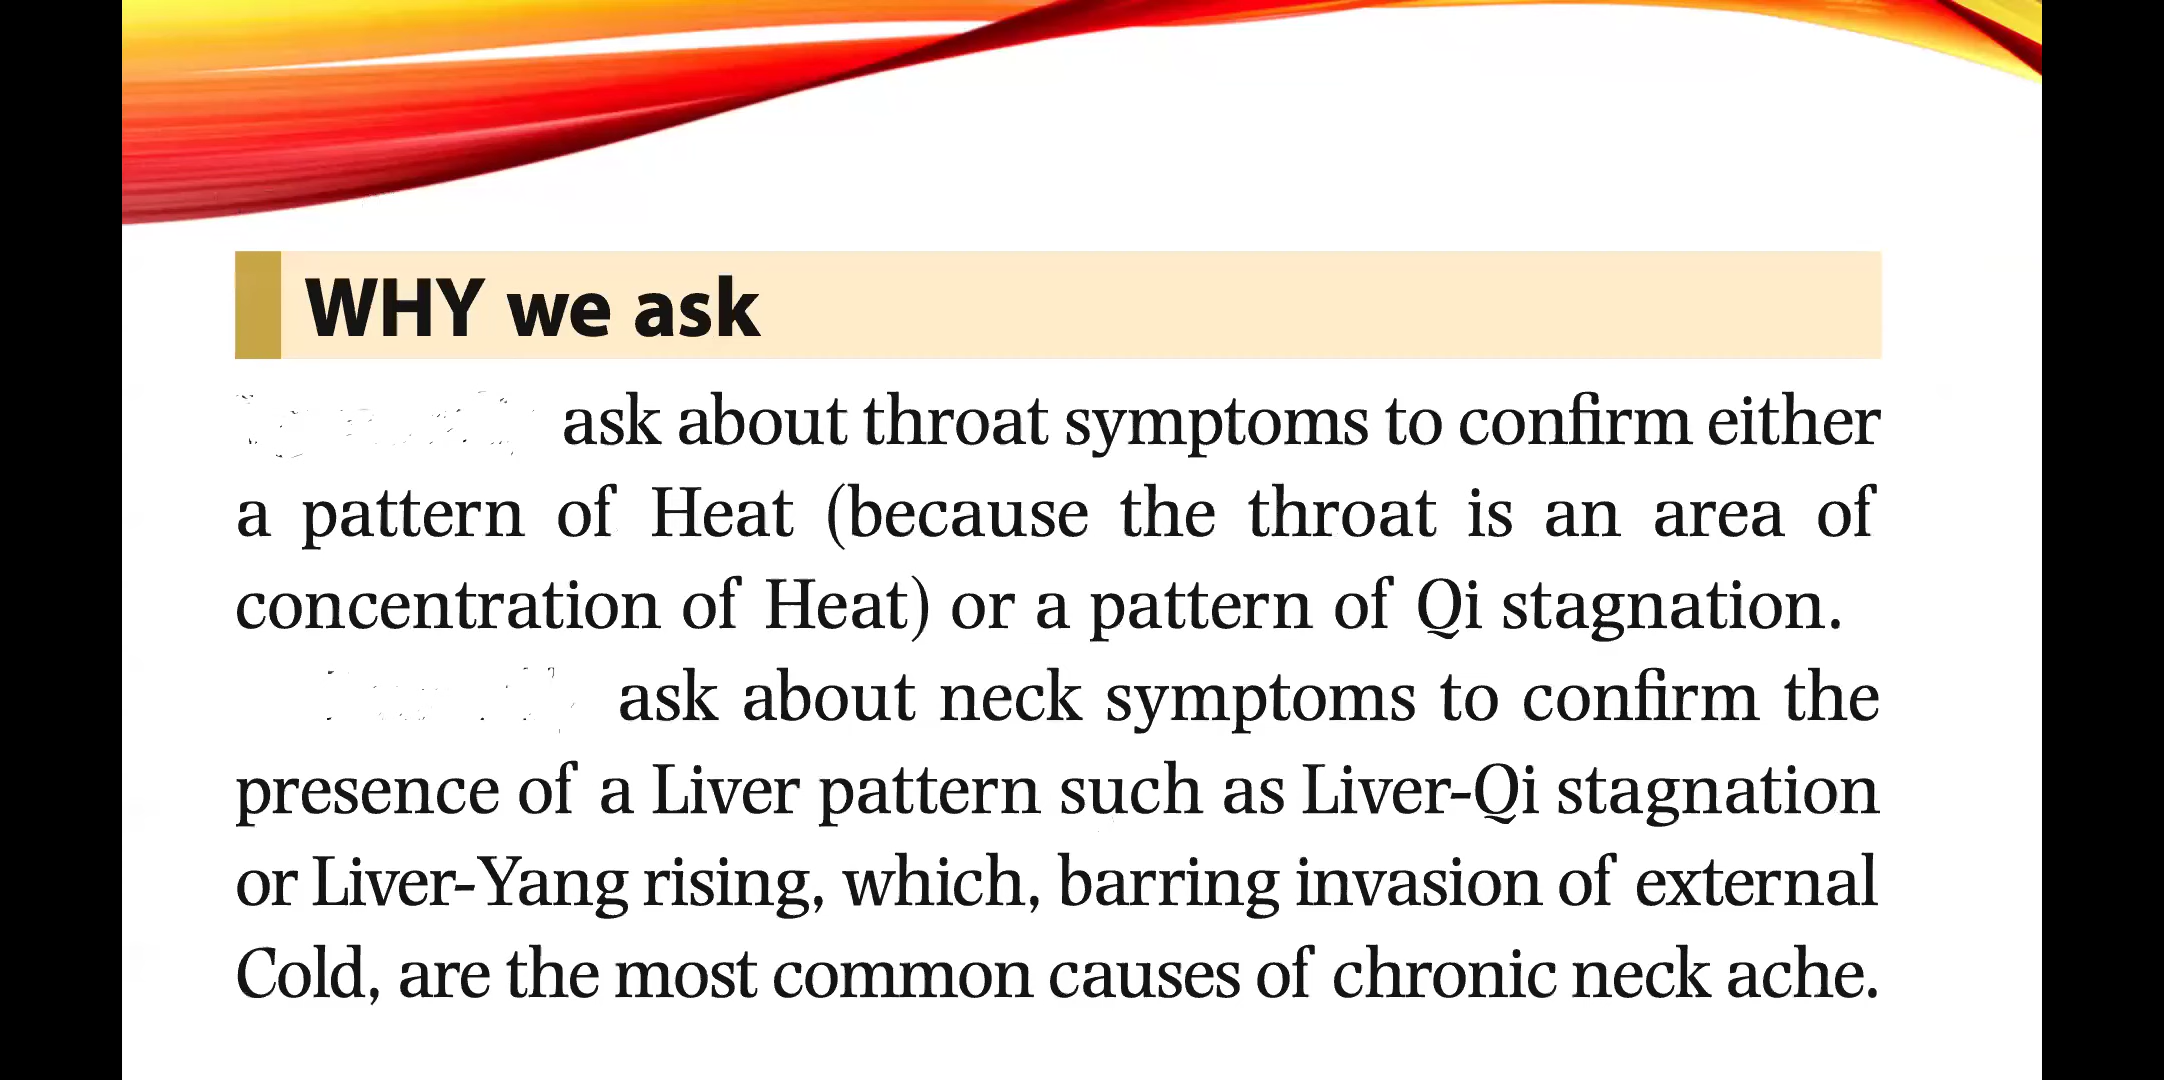 WHY we ask
ask about throat symptoms to confirm either
a pattern of Heat (because the throat is an area of
concentration of Heat) or a pattern of Qi stagnation.
ask about neck symptoms to confirm the
presence of a Liver pattern such as Liver-Qi stagnation
or Liver-Yang rising, which, barring invasion of external
Cold, are the most common causes of chronic neck ache.